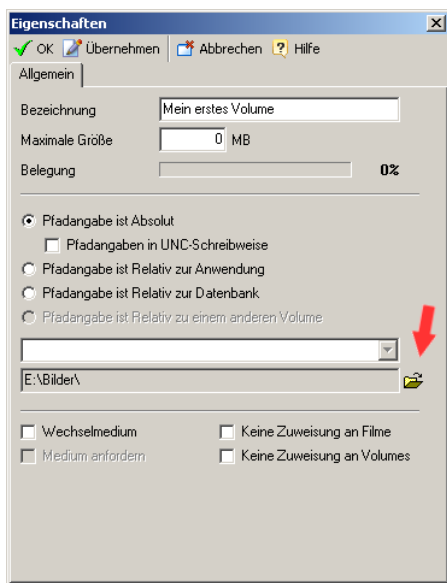 Eigenschaften
OK Übernehmen Abbrechen Hilfe
Allgemein
Bezeichnung Mein erstes Volume
Maximale Größe 0 MB
Belegung 0%
Pfadangabe ist Absolut
Pfadangaben in UNC-Schreibweise
Pfadangabe ist Relativ zur Anwendung
Pfadangabe ist Relativ zur Datenbank
Pfadangabe ist Relativ zu einem anderen Volume
E:\Bilder\
Wechselmedium Keine Zuweisung an Filme
Medium anfordern Keine Zuweisung an Volumes